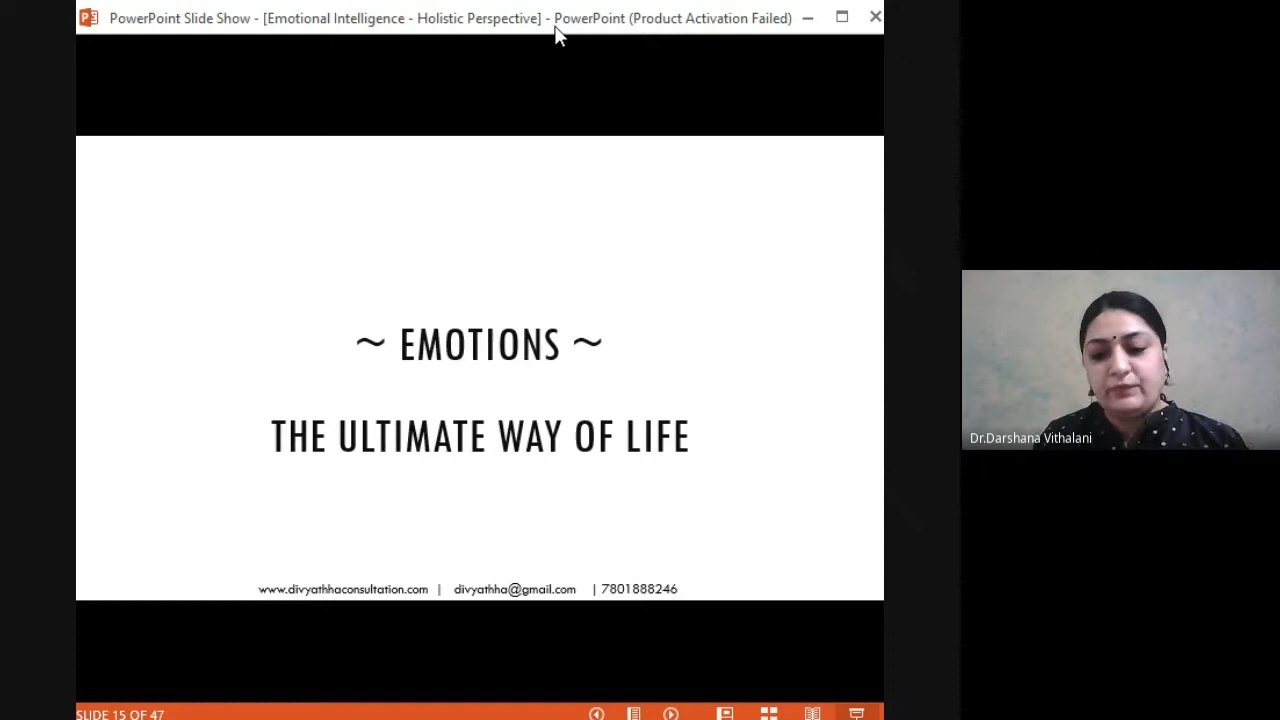 PowerPoint Slide Show - [Emotional Intelligence - Holistic Perspective] - PowerPoint (Product Activation Failed)
~ EMOTIONS ~
THE ULTIMATE WAY OF LIFE
www.divyathhaconsultation.com | divyathha@gmail.com | 7801888246
Dr.Darshana Vithalani
SLIDE 15 OF 47